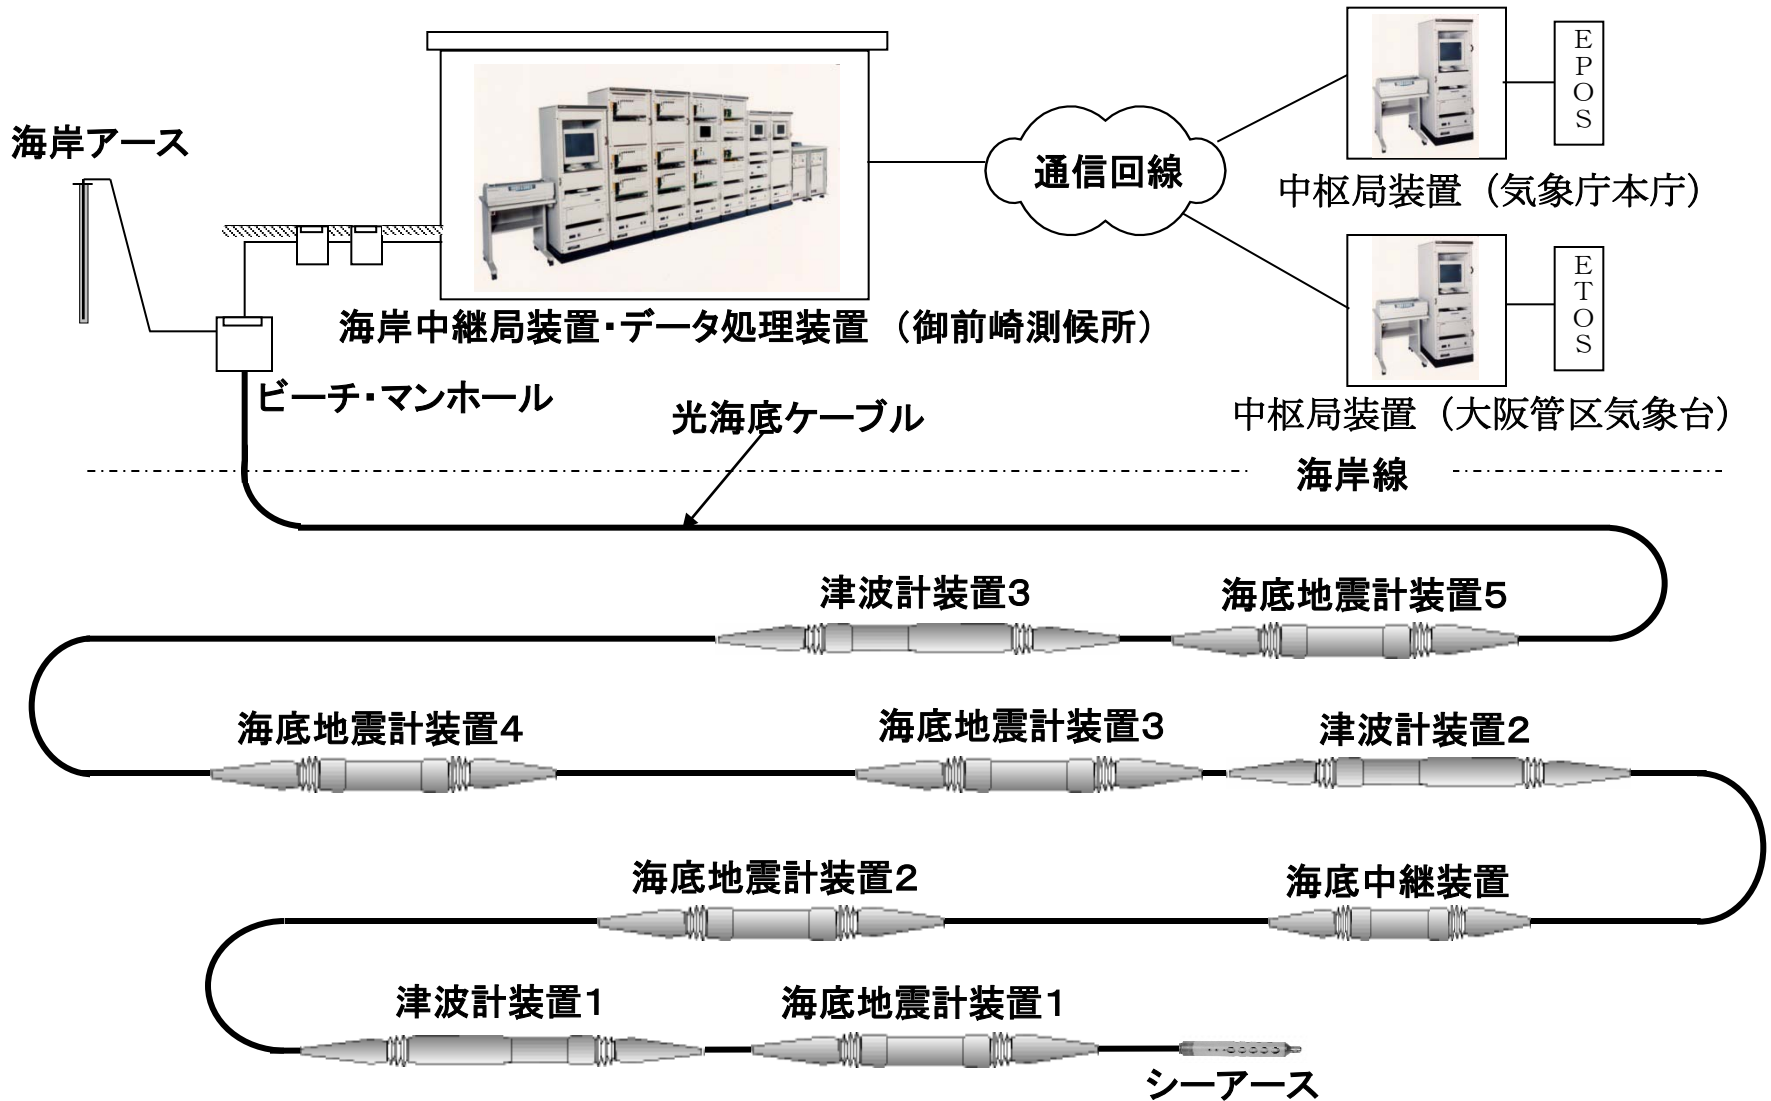 海岸アース
通信回線
EPOS
中枢局装置（気象庁本庁）
ETOS
海岸中継局装置・データ処理装置（御前崎測候所）
ビーチ・マンホール
光海底ケーブル
中枢局装置（大阪管区気象台）
海岸線
津波計装置3
海底地震計装置5
海底地震計装置4
海底地震計装置3
津波計装置2
海底地震計装置2
海底中継装置
津波計装置1
海底地震計装置1
シーアース